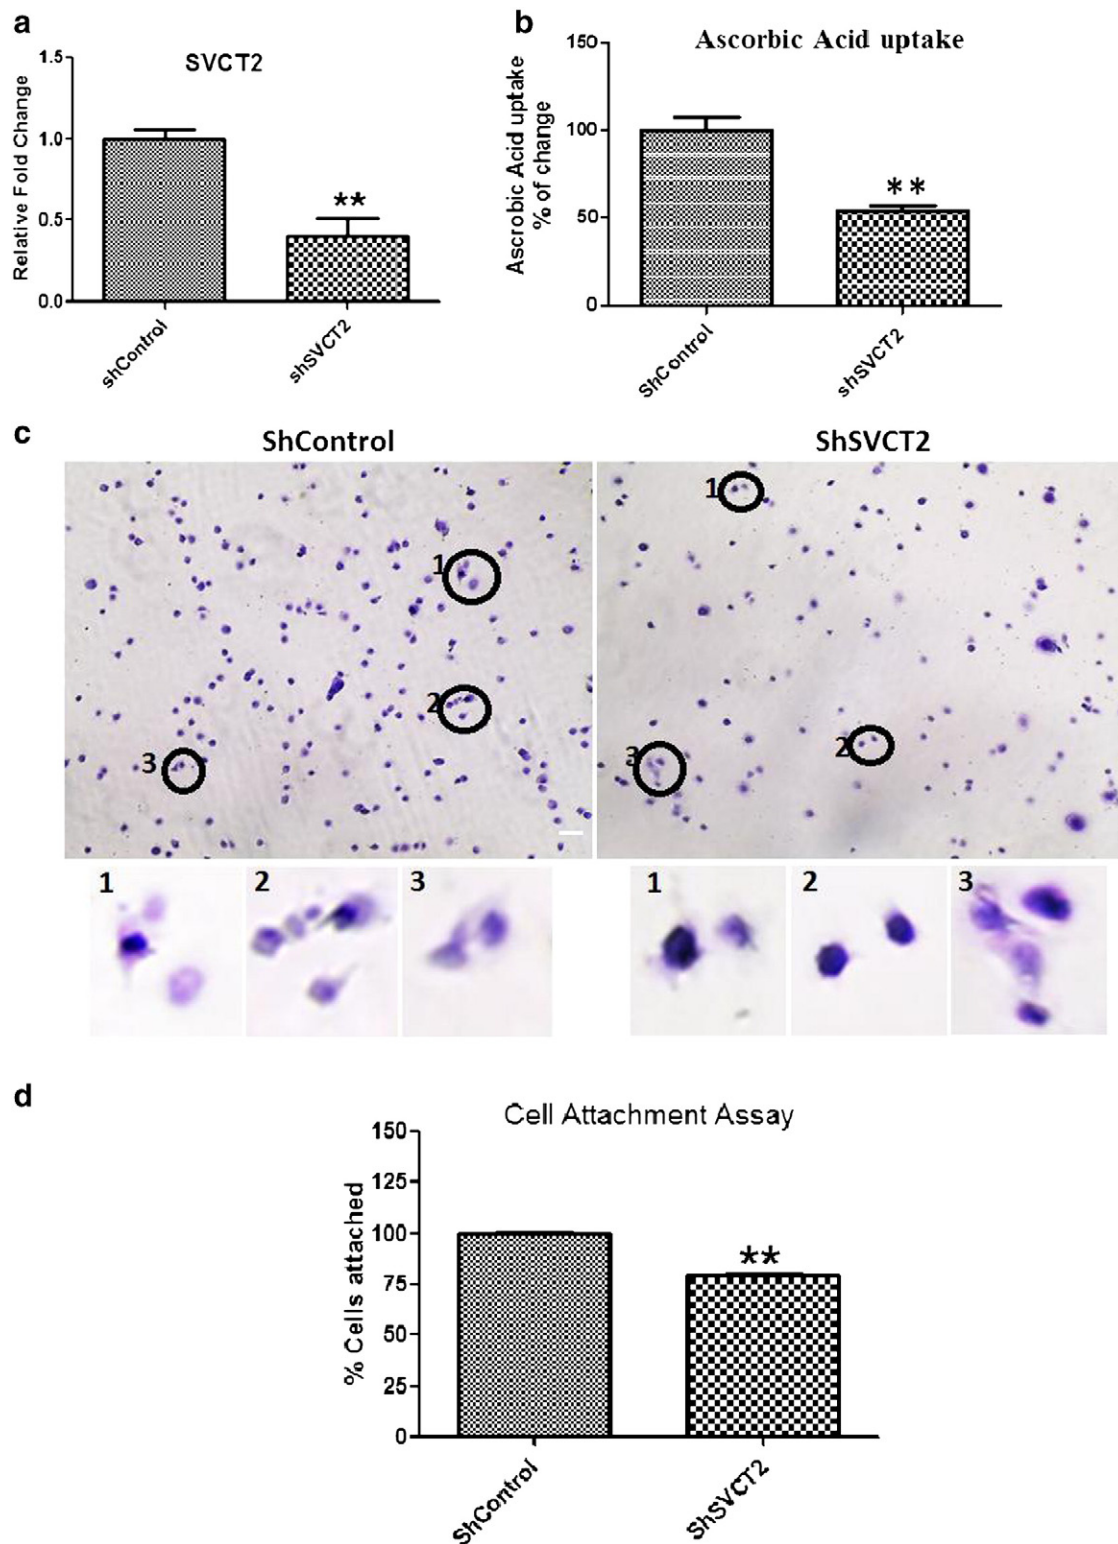 a
SVCT2
Relative Fold Change
1.5
1.0
0.5
0.0
**
shControl
shSVCT2
b
Ascorbic Acid uptake
Ascrobic Acid uptake
% of change
150
100
50
0
**
ShControl
shSVCT2
c
ShControl
ShSVCT2
1
2
3
1
2
3
1
2
3
1
2
3
d
Cell Attachment Assay
% Cells attached
150
125
100
75
50
25
0
**
ShControl
ShSVCT2